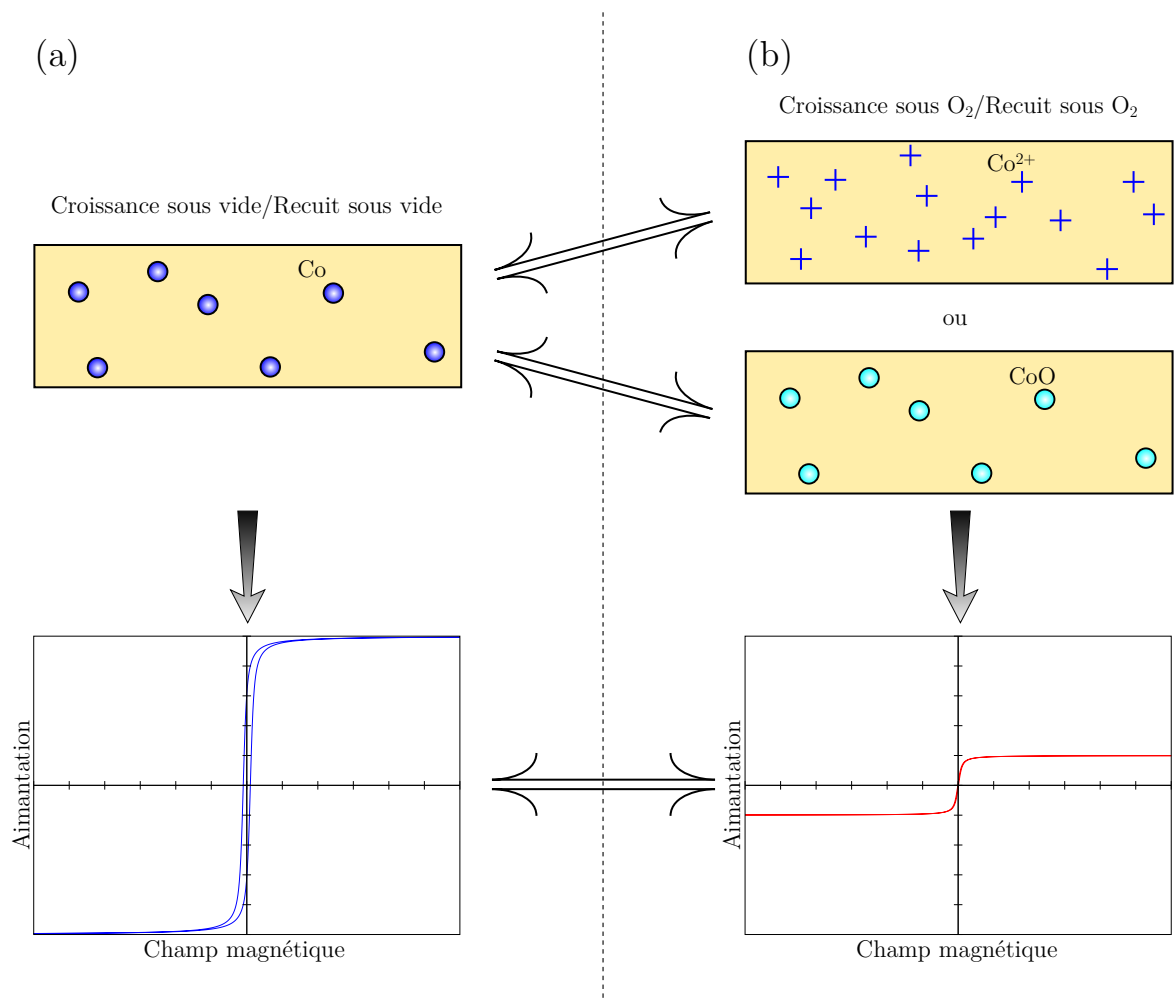 (a)
Croissance sous vide/Recuit sous vide
Co
Aimantation
Champ magnétique
(b)
Croissance sous O₂/Recuit sous O₂
Co²⁺
ou
CoO
Aimantation
Champ magnétique